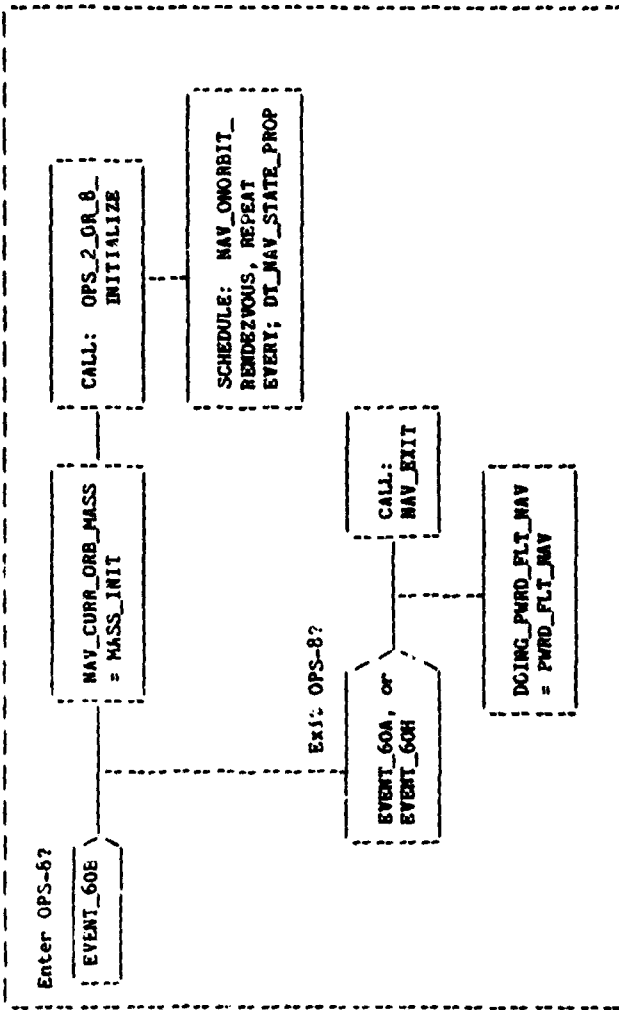 Enter OPS-8?
EVENT_60B
NAV_CURR_ORB_MASS
= MASS_INIT
CALL: OPS_2_OR_8_
INITIALIZE
SCHEDULE: NAV_ONORBIT_
RENDEZVOUS, REPEAT
EVERY; DT_NAV_STATE_PROP
Exit OPS-8?
EVENT_60A, or
EVENT_60H
CALL:
NAV_EXIT
DOING_PWRD_FLT_NAV
= PWRD_FLT_NAV